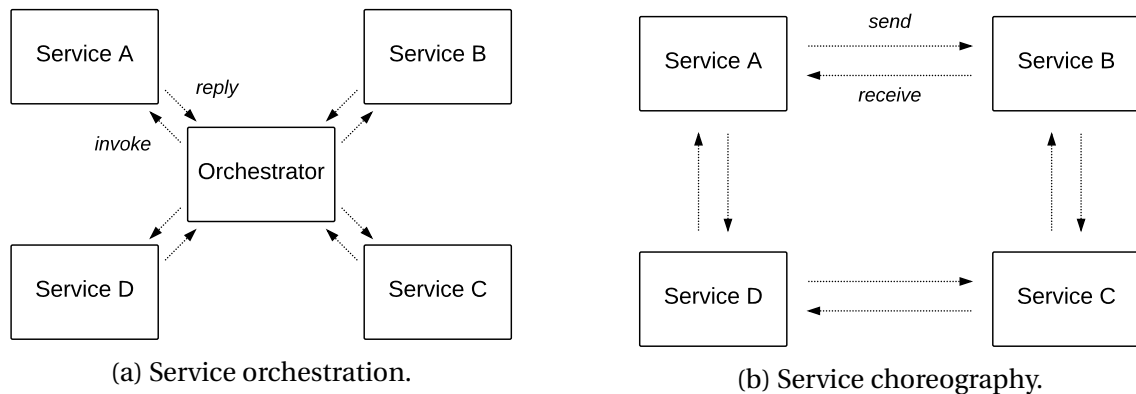 Service A
Service B
reply
invoke
Orchestrator
Service D
Service C
(a) Service orchestration.
send
Service A
Service B
receive
Service D
Service C
(b) Service choreography.